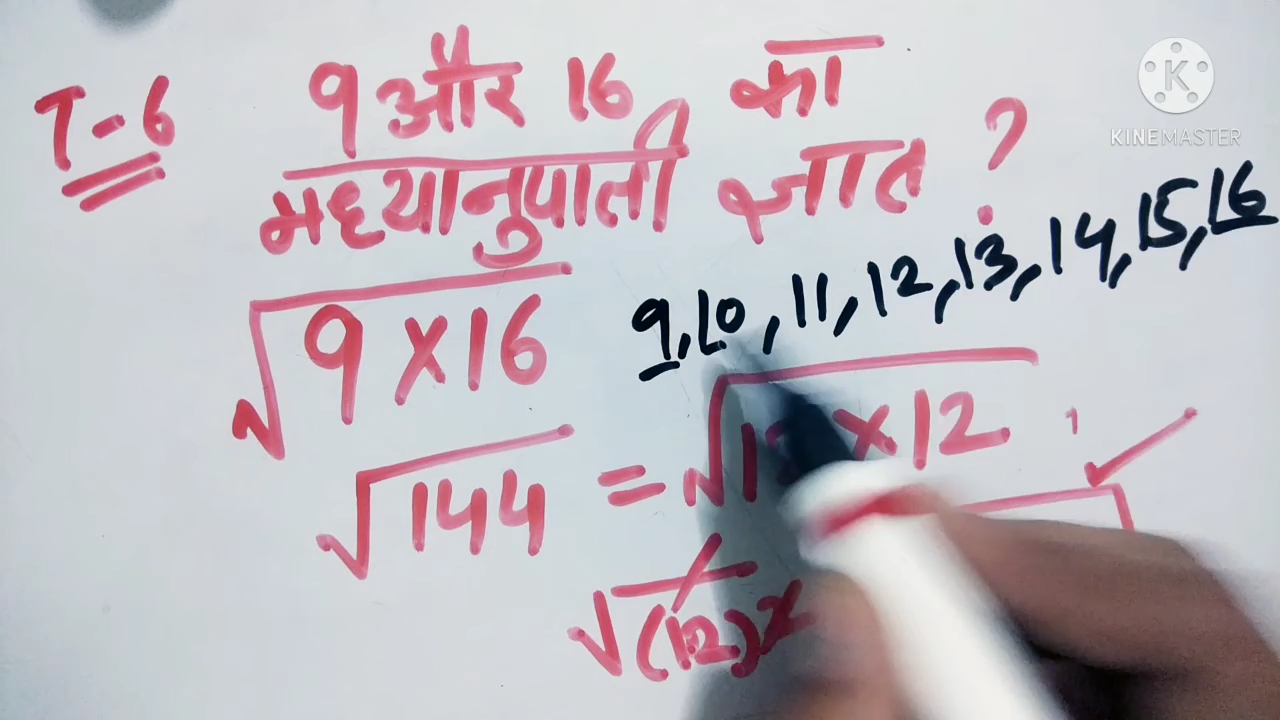 T-6
9 और 16 का
मध्यानुपाती ज्ञात ?
√9×16
9, 10, 11, 12, 13, 14, 15, 16
√144 = √12×12
√(12)×
KINEMASTER